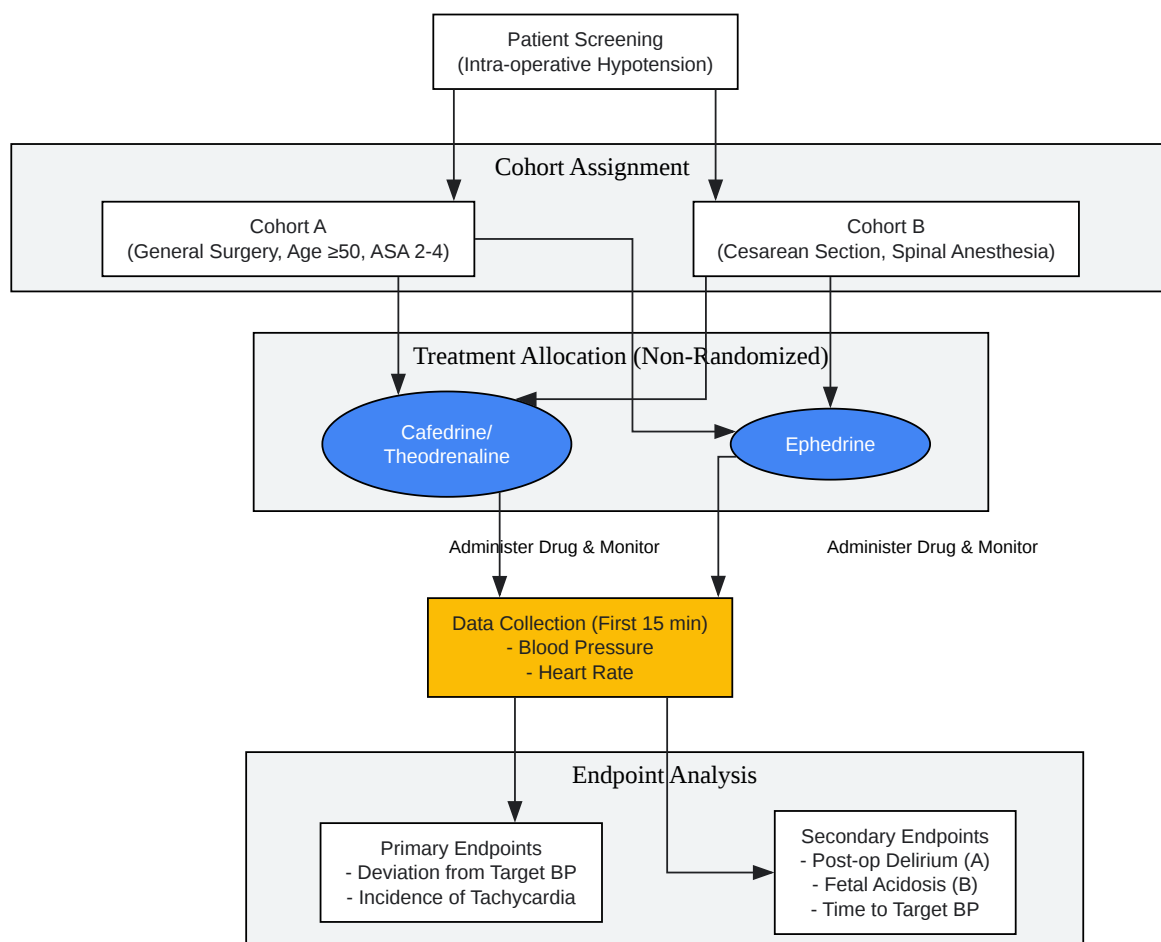 Patient Screening
(Intra-operative Hypotension)
Cohort Assignment
Cohort A
(General Surgery, Age ≥50, ASA 2-4)
Cohort B
(Cesarean Section, Spinal Anesthesia)
Treatment Allocation (Non-Randomized)
Cafedrine/
Theodrenaline
Ephedrine
Administer Drug & Monitor
Administer Drug & Monitor
Data Collection (First 15 min)
- Blood Pressure
- Heart Rate
Endpoint Analysis
Primary Endpoints
- Deviation from Target BP
- Incidence of Tachycardia
Secondary Endpoints
- Post-op Delirium (A)
- Fetal Acidosis (B)
- Time to Target BP